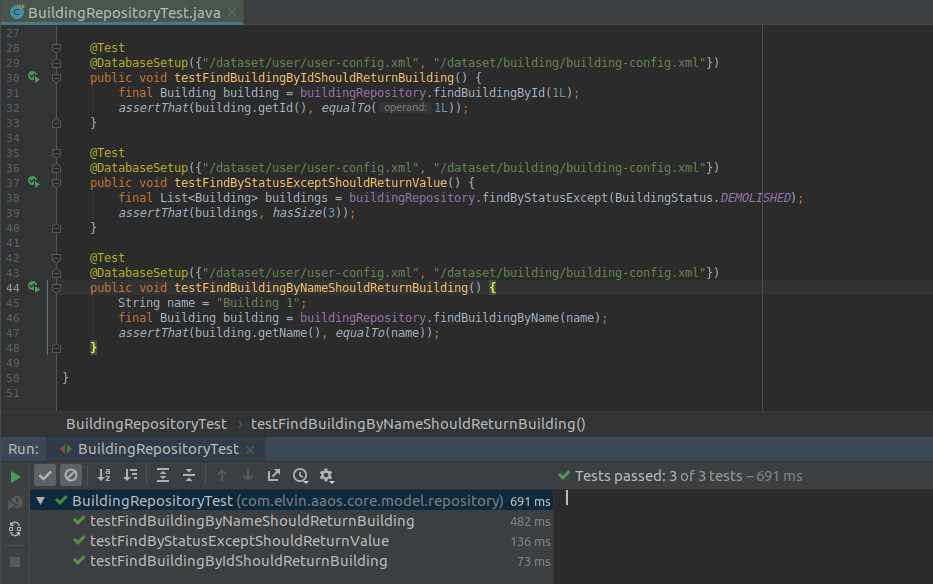 BuildingRepositoryTest.java
27
28 @Test
29 @DatabaseSetup({"/dataset/user/user-config.xml", "/dataset/building/building-config.xml"})
30 public void testFindBuildingByIdShouldReturnBuilding() {
31 final Building building = buildingRepository.findBuildingById(1L);
32 assertThat(building.getId(), equalTo( operand: 1L));
33 }
34
35 @Test
36 @DatabaseSetup({"/dataset/user/user-config.xml", "/dataset/building/building-config.xml"})
37 public void testFindByStatusExceptShouldReturnValue() {
38 final List<Building> buildings = buildingRepository.findByStatusExcept(BuildingStatus.DEMOLISHED);
39 assertThat(buildings, hasSize(3));
40 }
41
42 @Test
43 @DatabaseSetup({"/dataset/user/user-config.xml", "/dataset/building/building-config.xml"})
44 public void testFindBuildingByNameShouldReturnBuilding() {
45 String name = "Building 1";
46 final Building building = buildingRepository.findBuildingByName(name);
47 assertThat(building.getName(), equalTo(name));
48 }
49
50 }
51
BuildingRepositoryTest › testFindBuildingByNameShouldReturnBuilding()
Run: BuildingRepositoryTest
Tests passed: 3 of 3 tests – 691 ms
BuildingRepositoryTest (com.elvin.aaos.core.model.repository) 691 ms
testFindBuildingByNameShouldReturnBuilding 482 ms
testFindByStatusExceptShouldReturnValue 136 ms
testFindBuildingByIdShouldReturnBuilding 73 ms